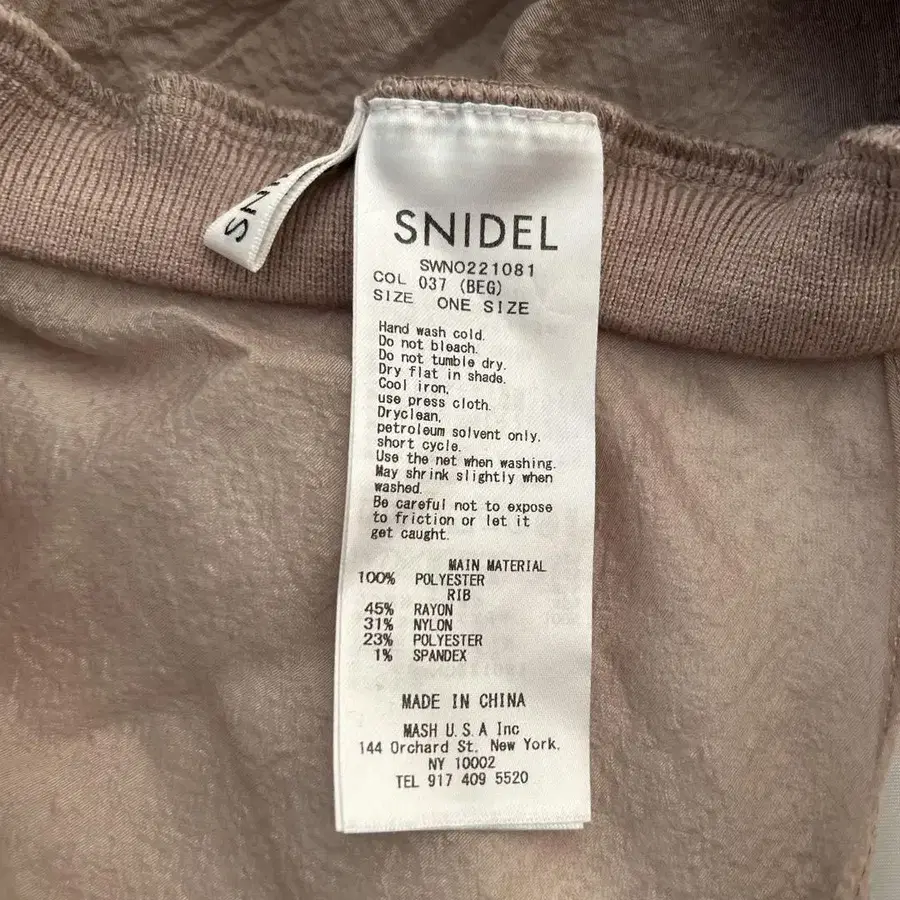 SNIDEL
SWNO221081
COL 037 (BEG)
SIZE ONE SIZE
Hand wash cold.
Do not bleach.
Do not tumble dry.
Dry flat in shade.
Cool iron,
use press cloth.
Dryclean,
petroleum solvent only,
short cycle.
Use the net when washing.
May shrink slightly when
washed.
Be careful not to expose
to friction or let it
get caught.
MAIN MATERIAL
100% POLYESTER
RIB
45% RAYON
31% NYLON
23% POLYESTER
1% SPANDEX
MADE IN CHINA
MASH U.S.A Inc
144 Orchard St. New York.
NY 10002
TEL 917 409 5520